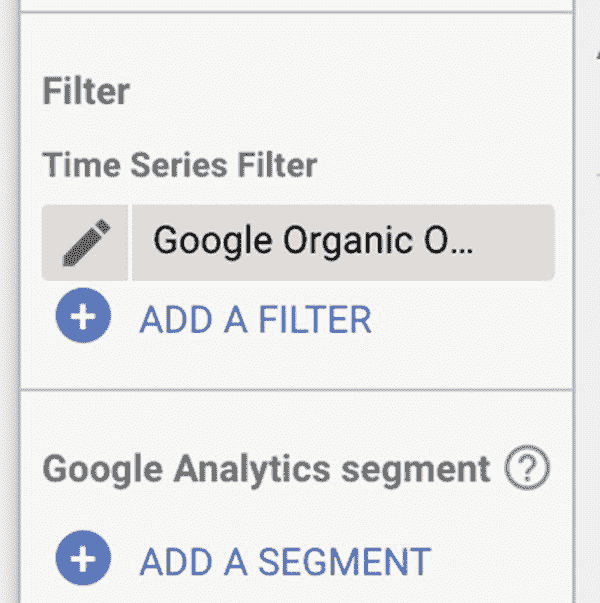 Filter
Time Series Filter
Google Organic O...
ADD A FILTER
Google Analytics segment
ADD A SEGMENT